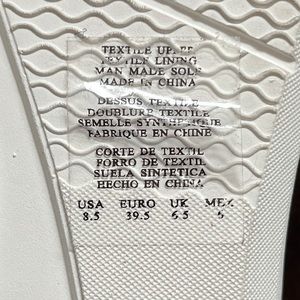 TEXTILE UPPER
TEXTILE LINING
MAN MADE SOLE
MADE IN CHINA
DESSUS TEXTILE
DOUBLURE TEXTILE
SEMELLE SYNTHETIQUE
FABRIQUE EN CHINE
CORTE DE TEXTIL
FORRO DE TEXTIL
SUELA SINTETICA
HECHO EN CHINA
USA EURO UK MEX
8.5 39.5 6.5